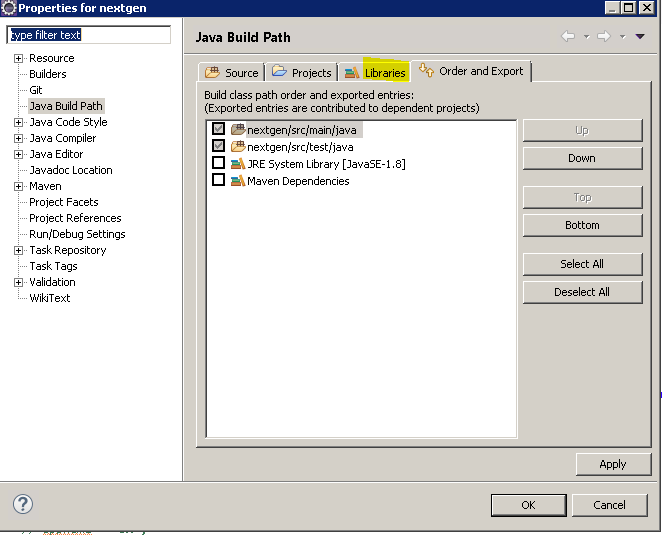 Properties for nextgen
type filter text
Resource
Builders
Git
Java Build Path
Java Code Style
Java Compiler
Java Editor
Javadoc Location
Maven
Project Facets
Project References
Run/Debug Settings
Task Repository
Task Tags
Validation
WikiText
Java Build Path
Source Projects Libraries Order and Export
Build class path order and exported entries:
(Exported entries are contributed to dependent projects)
nextgen/src/main/java
nextgen/src/test/java
JRE System Library [JavaSE-1.8]
Maven Dependencies
Up
Down
Top
Bottom
Select All
Deselect All
Apply
OK Cancel